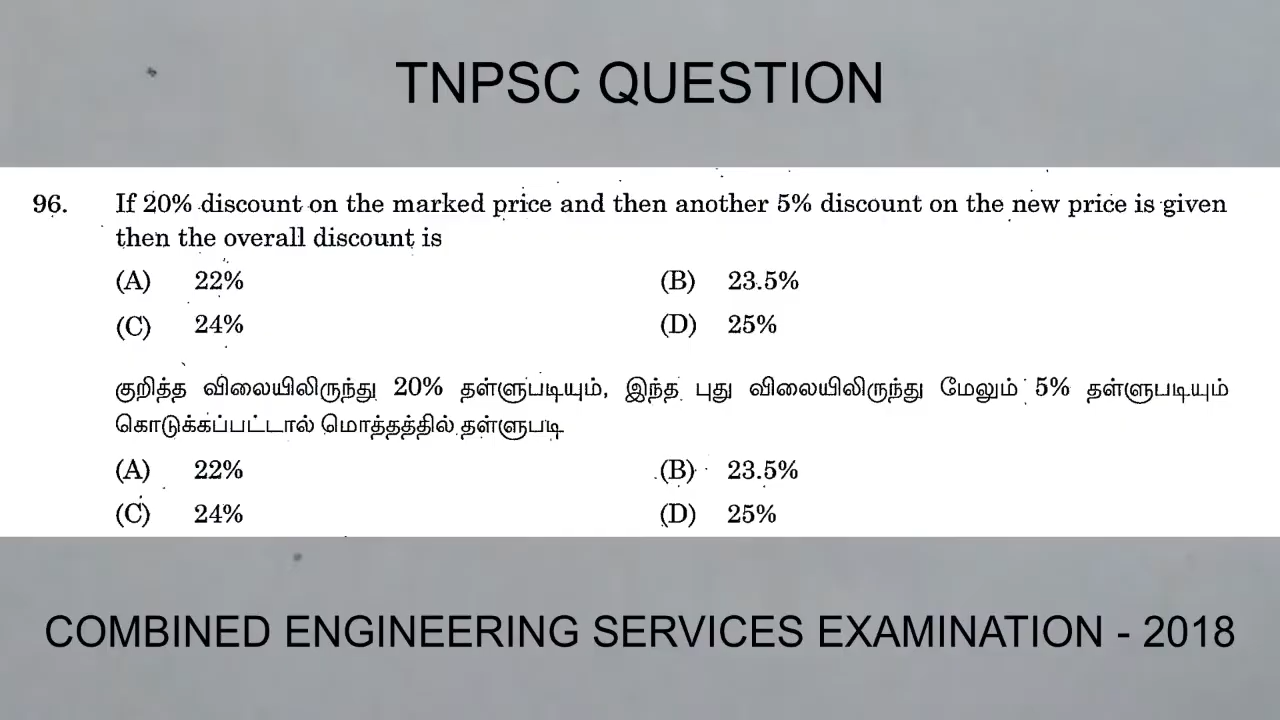 TNPSC QUESTION
96. If 20% discount on the marked price and then another 5% discount on the new price is given
then the overall discount is
(A) 22% (B) 23.5%
(C) 24% (D) 25%
குறித்த விலையிலிருந்து 20% தள்ளுபடியும், இந்த புது விலையிலிருந்து மேலும் 5% தள்ளுபடியும்
கொடுக்கப்பட்டால் மொத்தத்தில் தள்ளுபடி
(A) 22% (B) 23.5%
(C) 24% (D) 25%
COMBINED ENGINEERING SERVICES EXAMINATION - 2018